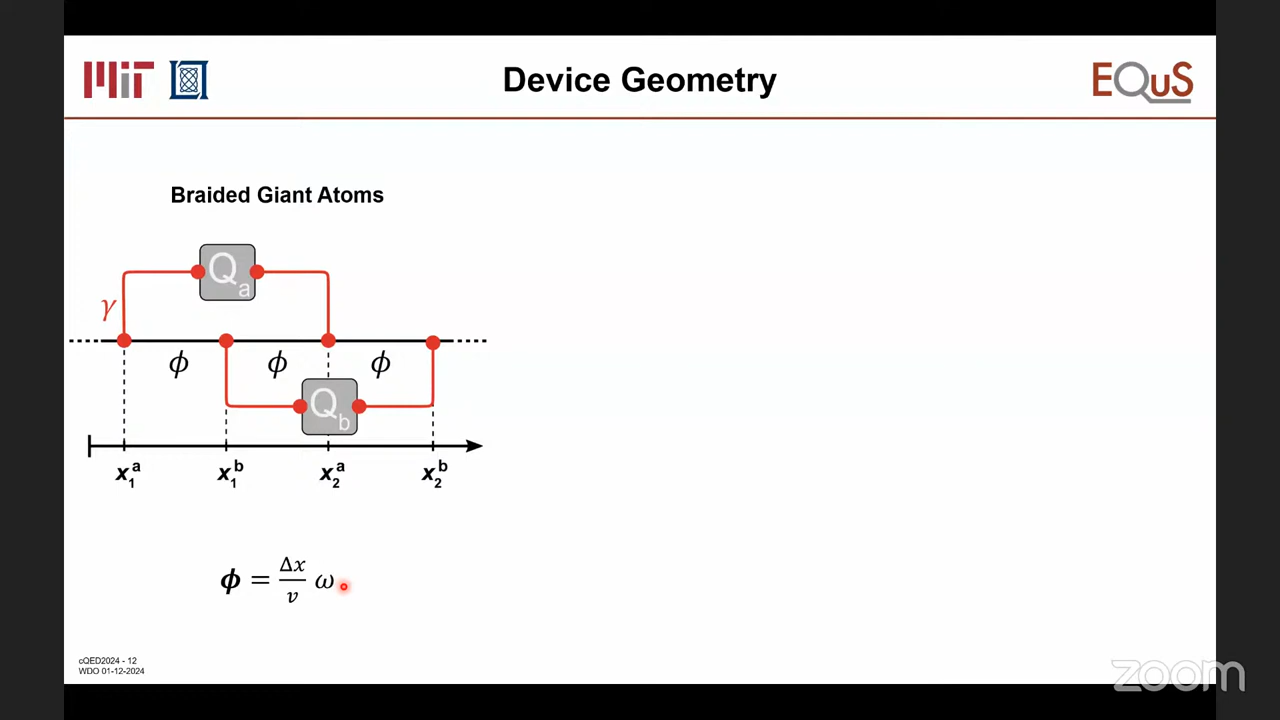 MIT
Device Geometry
EQuS
Braided Giant Atoms
Qa
γ
ϕ ϕ ϕ
Qb
x₁ᵃ x₁ᵇ x₂ᵃ x₂ᵇ
ϕ = Δx/v ω
cQED2024 - 12
WDO 01-12-2024
zoom